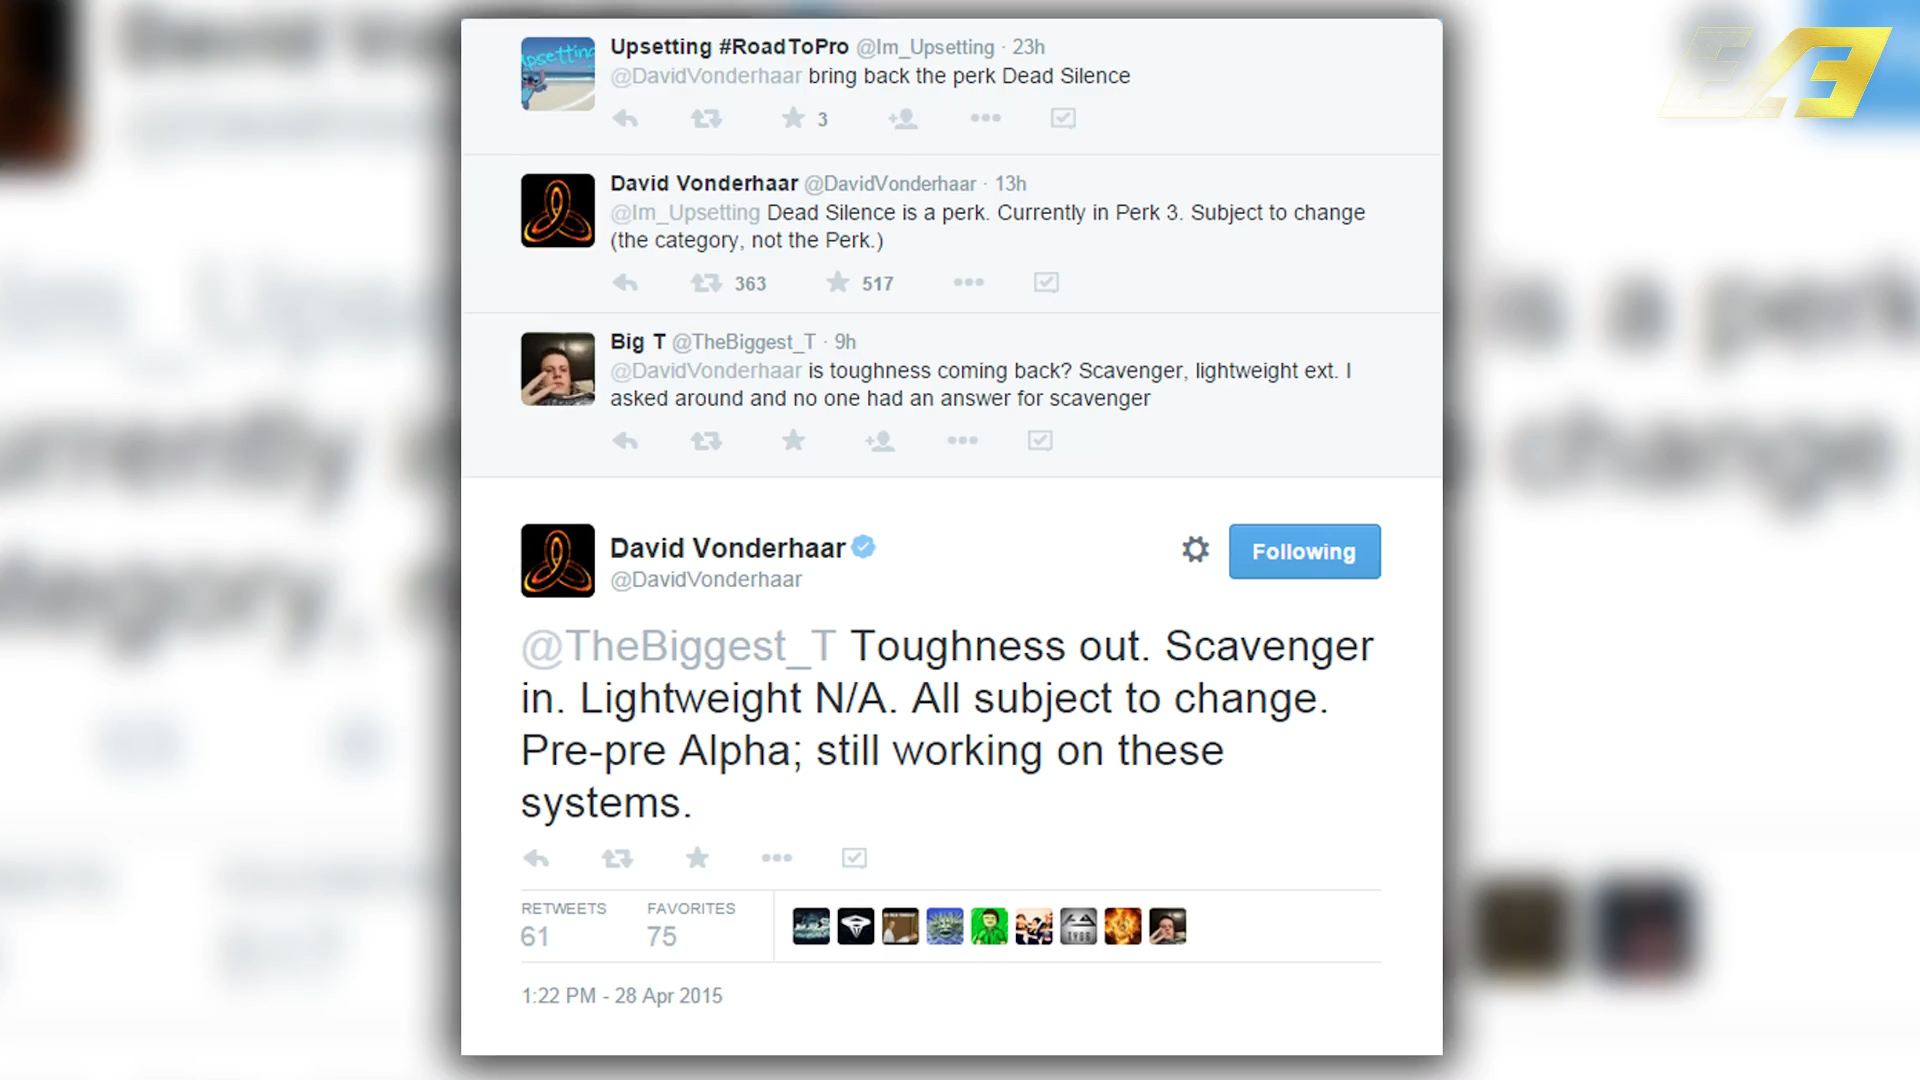 Upsetting #RoadToPro @Im_Upsetting · 23h
@DavidVonderhaar bring back the perk Dead Silence
3
David Vonderhaar @DavidVonderhaar · 13h
@Im_Upsetting Dead Silence is a perk. Currently in Perk 3. Subject to change
(the category, not the Perk.)
363 517
Big T @TheBiggest_T · 9h
@DavidVonderhaar is toughness coming back? Scavenger, lightweight ext. I
asked around and no one had an answer for scavenger
David Vonderhaar
@DavidVonderhaar
Following
@TheBiggest_T Toughness out. Scavenger
in. Lightweight N/A. All subject to change.
Pre-pre Alpha; still working on these
systems.
RETWEETS FAVORITES
61 75
1:22 PM - 28 Apr 2015